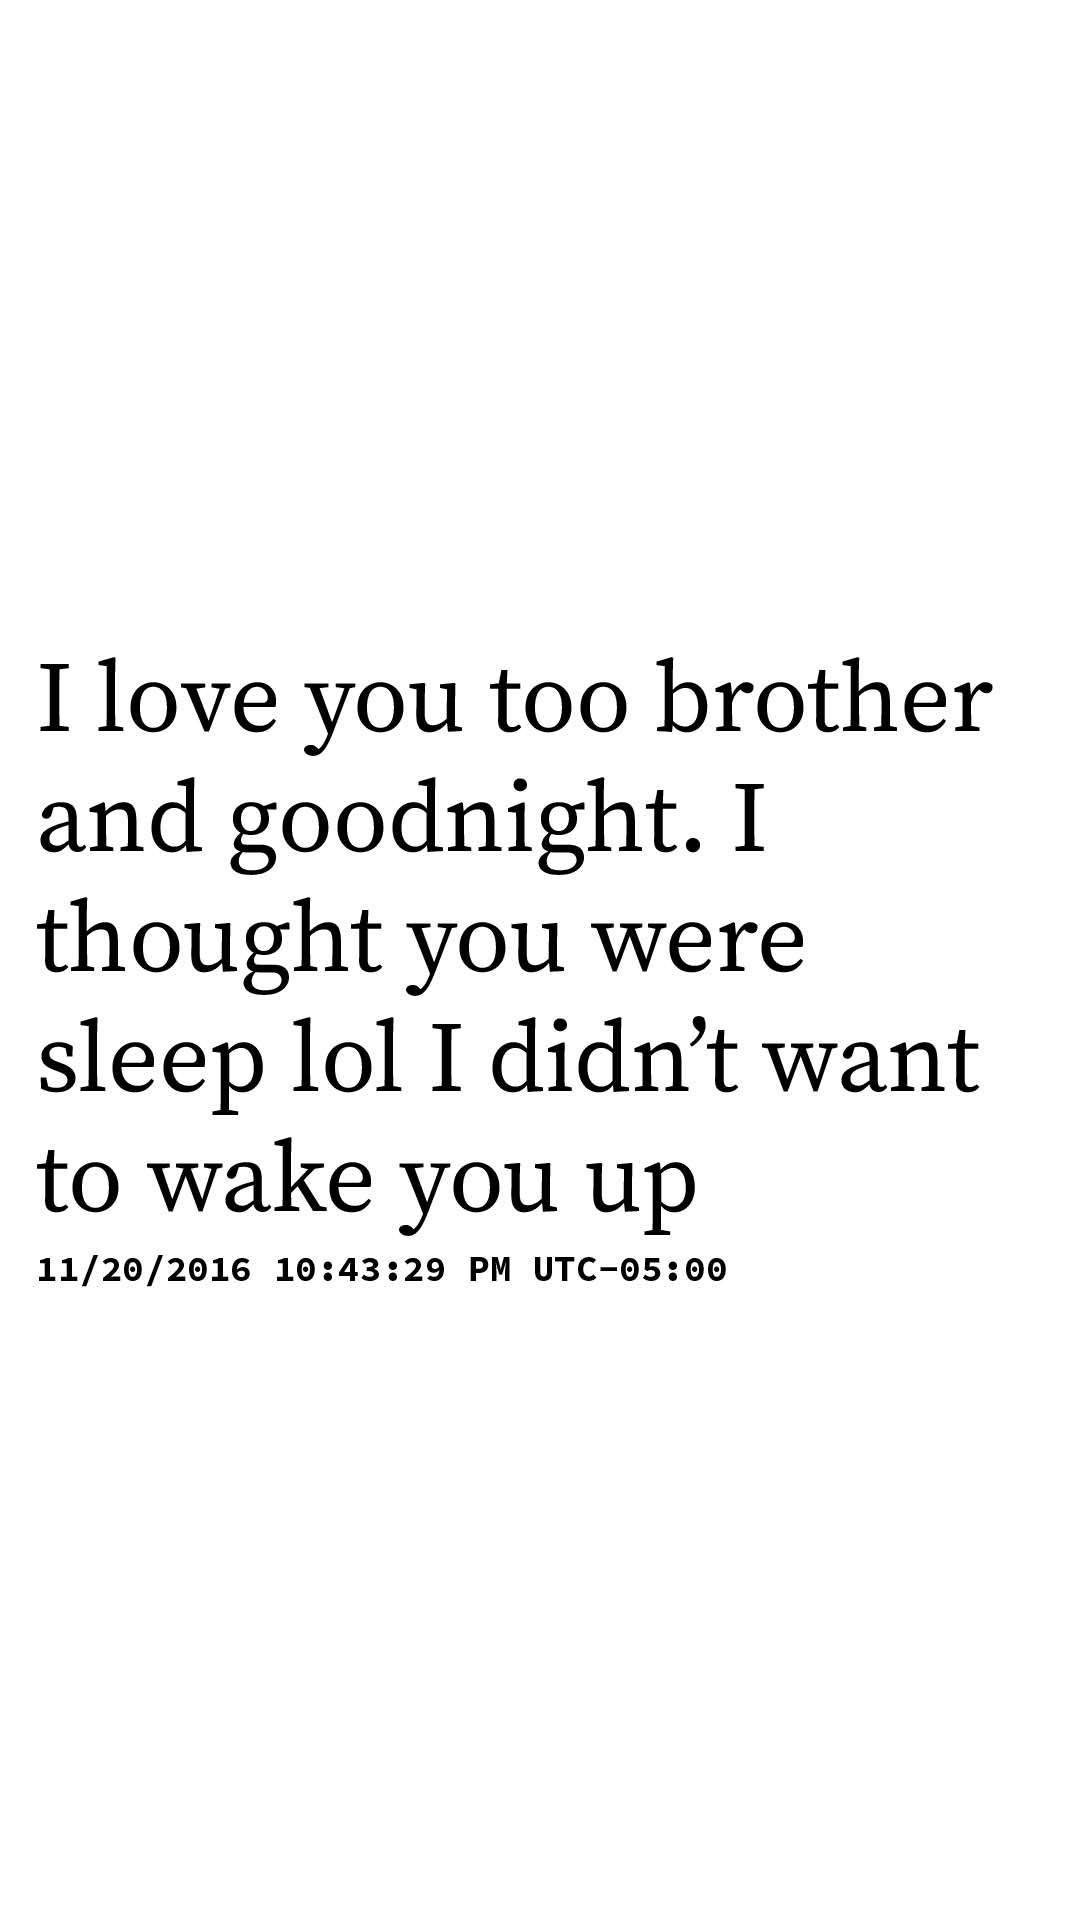 I love you too brother
and goodnight. I
thought you were
sleep lol I didn’t want
to wake you up
11/20/2016 10:43:29 PM UTC-05:00